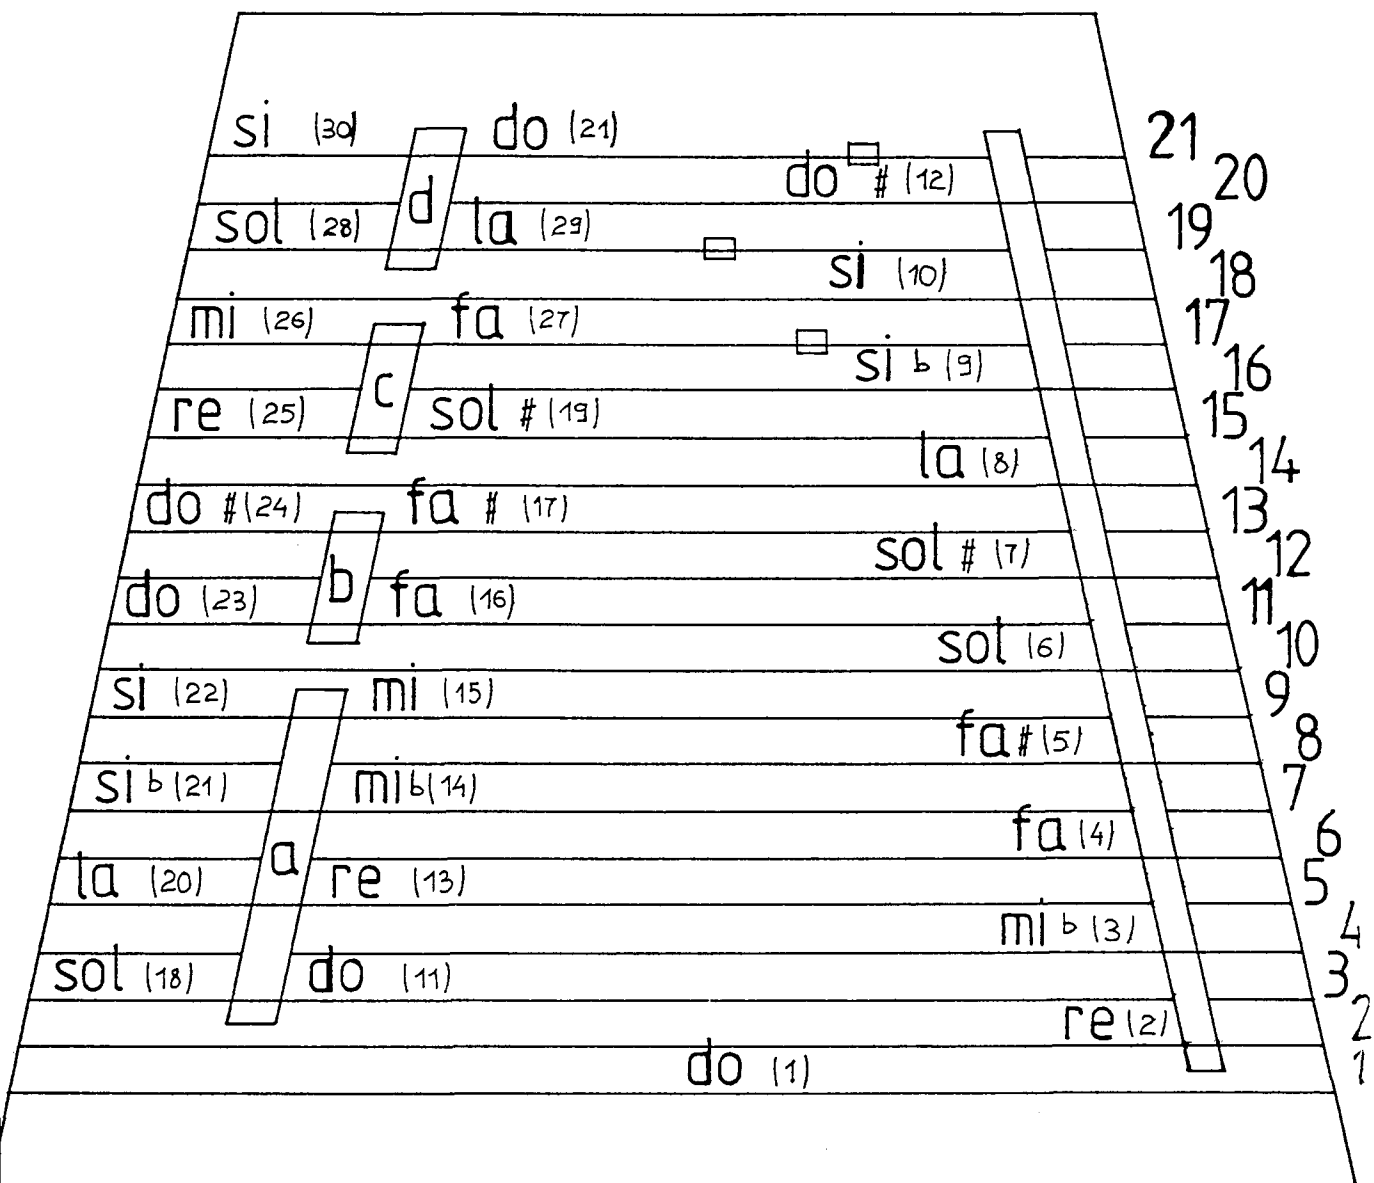 si (30) do (21) 21
do # (12) 20
d
sol (28) la (29) 19
si (10) 18
mi (26) fa (27) 17
si b (9) 16
c
re (25) sol # (19) 15
la (8) 14
do # (24) fa # (17) 13
sol # (7) 12
b
do (23) fa (16) 11
sol (6) 10
si (22) mi (15) 9
fa # (5) 8
si b (21) mi b (14) 7
fa (4) 6
a
la (20) re (13) 5
mi b (3) 4
sol (18) do (11) 3
re (2) 2
do (1) 1